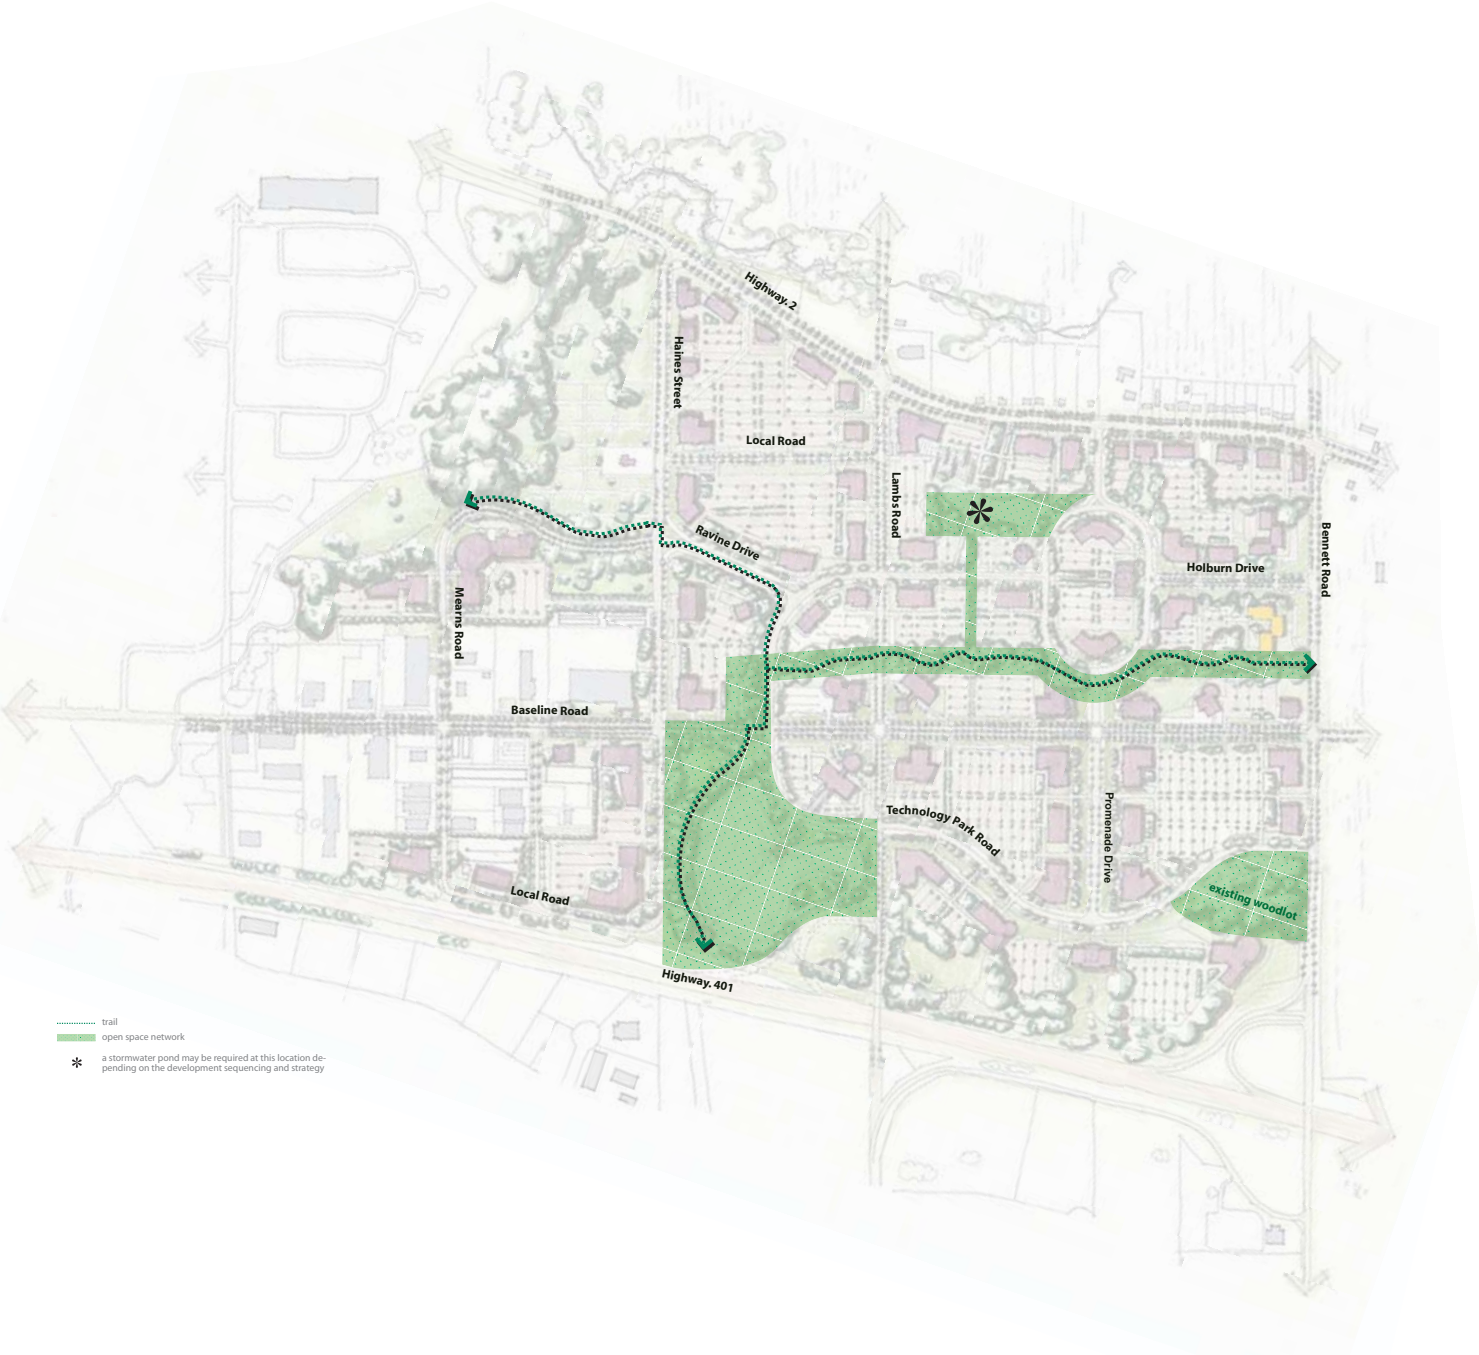 Highway. 2
Haines Street
Local Road
Lambs Road
Ravine Drive
Bennett Road
Holburn Drive
Mearns Road
Baseline Road
Technology Park Road
Promenade Drive
existing woodlot
Local Road
Highway. 401
trail
open space network
*
a stormwater pond may be required at this location de-
pending on the development sequencing and strategy